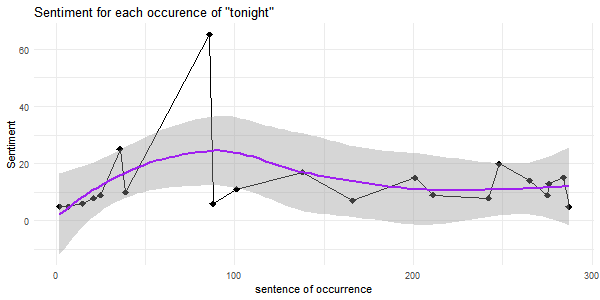 Sentiment for each occurence of "tonight"
Sentiment
60
40
20
0
0 100 200 300
sentence of occurrence